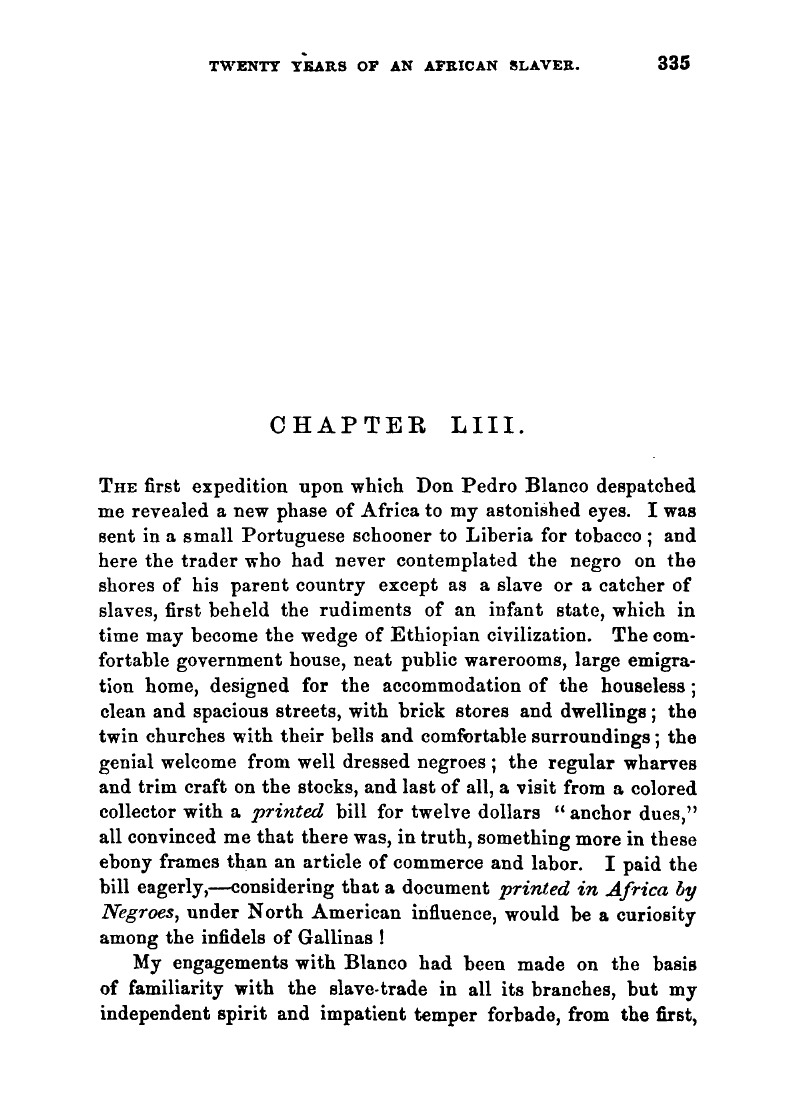 TWENTY YEARS OF AN AFRICAN SLAVER. 335
CHAPTER LIII.
THE first expedition upon which Don Pedro Blanco despatched
me revealed a new phase of Africa to my astonished eyes. I was
sent in a small Portuguese schooner to Liberia for tobacco ; and
here the trader who had never contemplated the negro on the
shores of his parent country except as a slave or a catcher of
slaves, first beheld the rudiments of an infant state, which in
time may become the wedge of Ethiopian civilization. The com-
fortable government house, neat public warerooms, large emigra-
tion home, designed for the accommodation of the houseless ;
clean and spacious streets, with brick stores and dwellings ; the
twin churches with their bells and comfortable surroundings ; the
genial welcome from well dressed negroes ; the regular wharves
and trim craft on the stocks, and last of all, a visit from a colored
collector with a printed bill for twelve dollars “ anchor dues,”
all convinced me that there was, in truth, something more in these
ebony frames than an article of commerce and labor. I paid the
bill eagerly,—considering that a document printed in Africa by
Negroes, under North American influence, would be a curiosity
among the infidels of Gallinas !
My engagements with Blanco had been made on the basis
of familiarity with the slave-trade in all its branches, but my
independent spirit and impatient temper forbade, from the first,